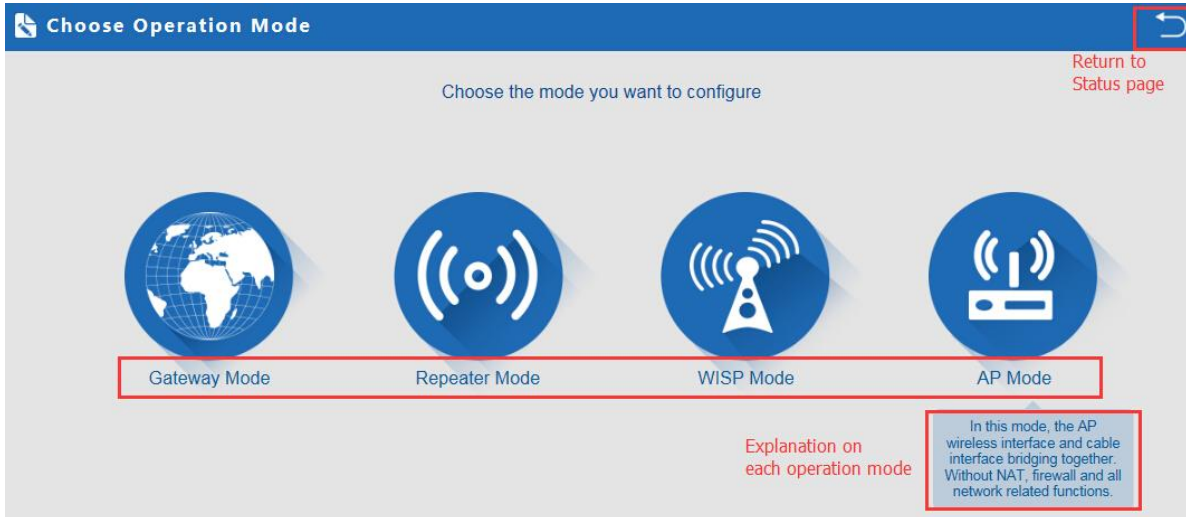 Choose Operation Mode
Return to
Status page
Choose the mode you want to configure
Gateway Mode
Repeater Mode
WISP Mode
AP Mode
Explanation on
each operation mode
In this mode, the AP
wireless interface and cable
interface bridging together.
Without NAT, firewall and all
network related functions.